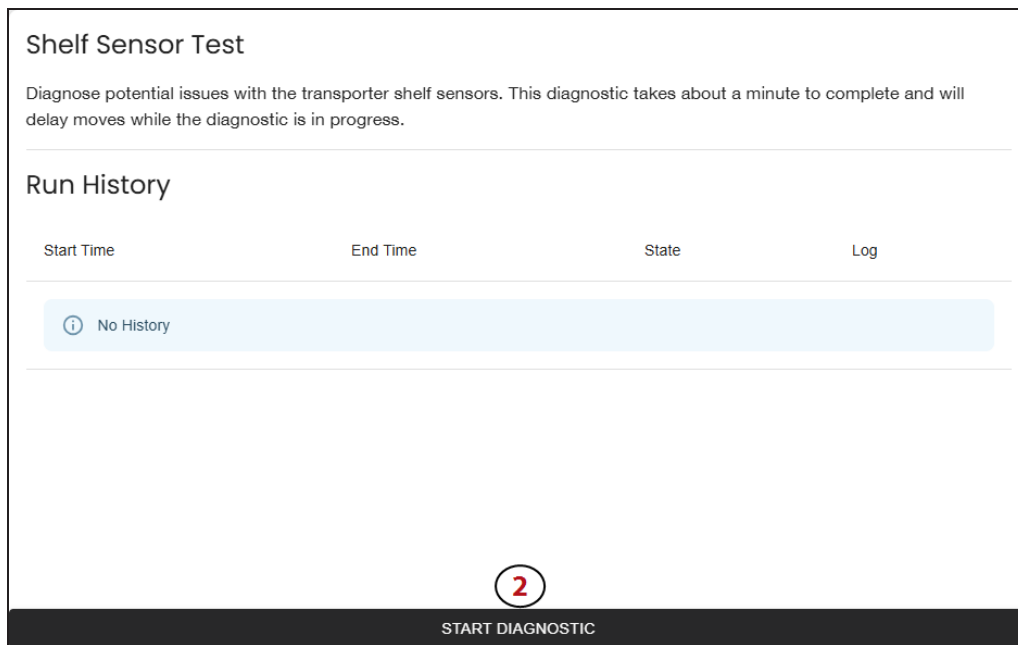 Shelf Sensor Test
Diagnose potential issues with the transporter shelf sensors. This diagnostic takes about a minute to complete and will
delay moves while the diagnostic is in progress.
Run History
Start Time End Time State Log
No History
2
START DIAGNOSTIC